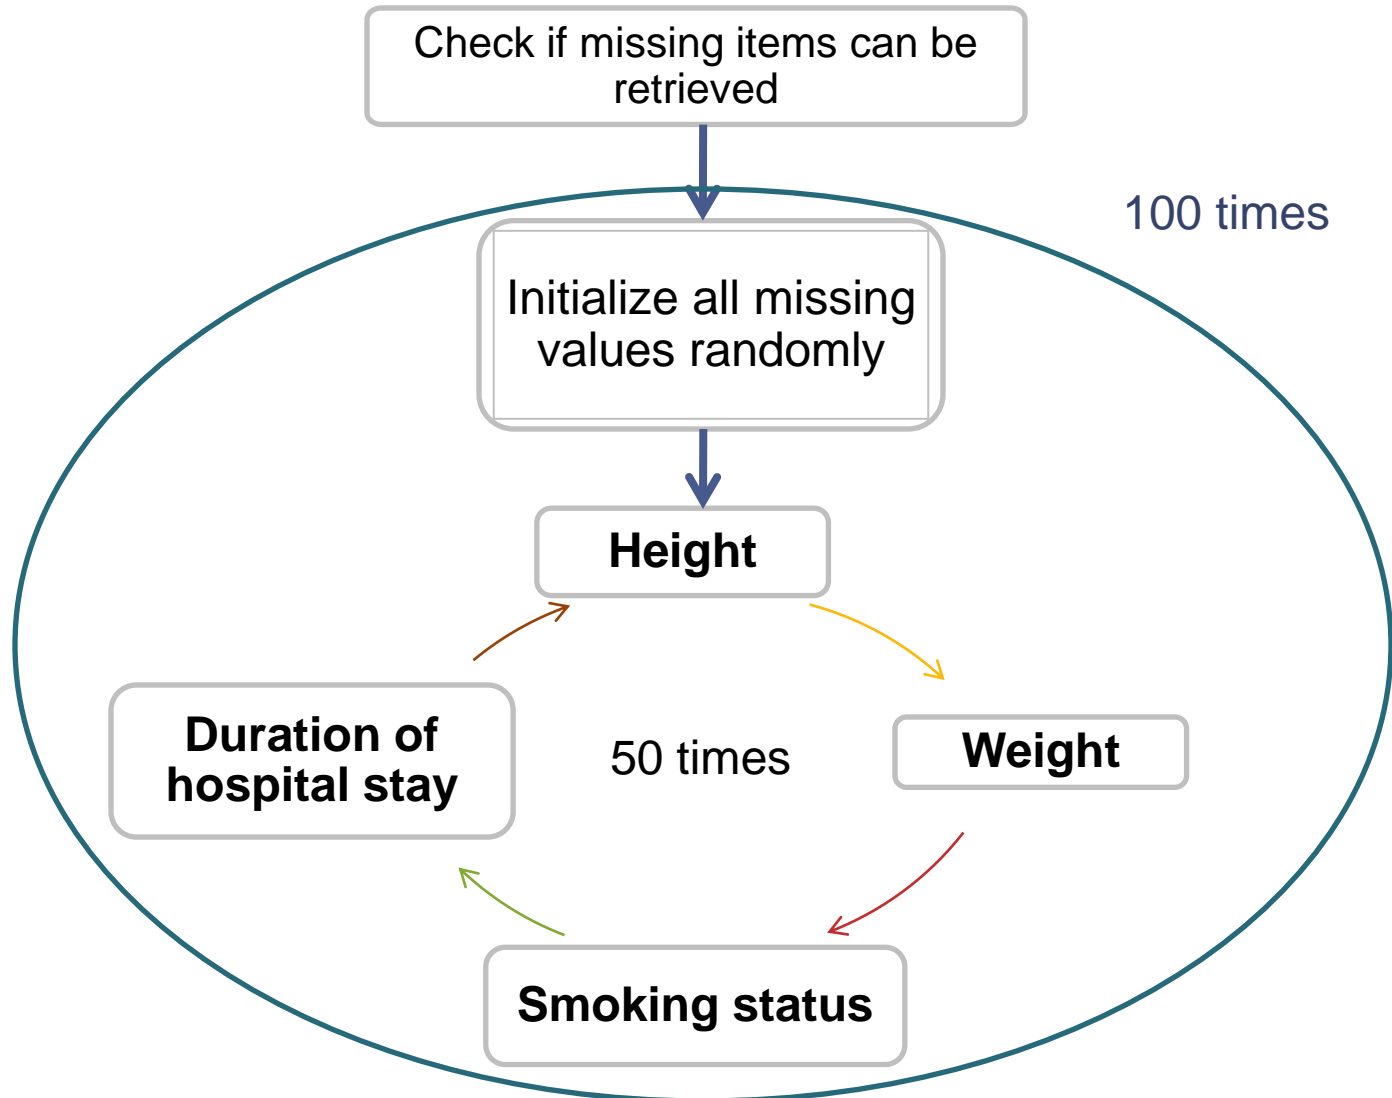 Check if missing items can be
retrieved
100 times
Initialize all missing
values randomly
Height
Duration of
hospital stay
50 times
Weight
Smoking status